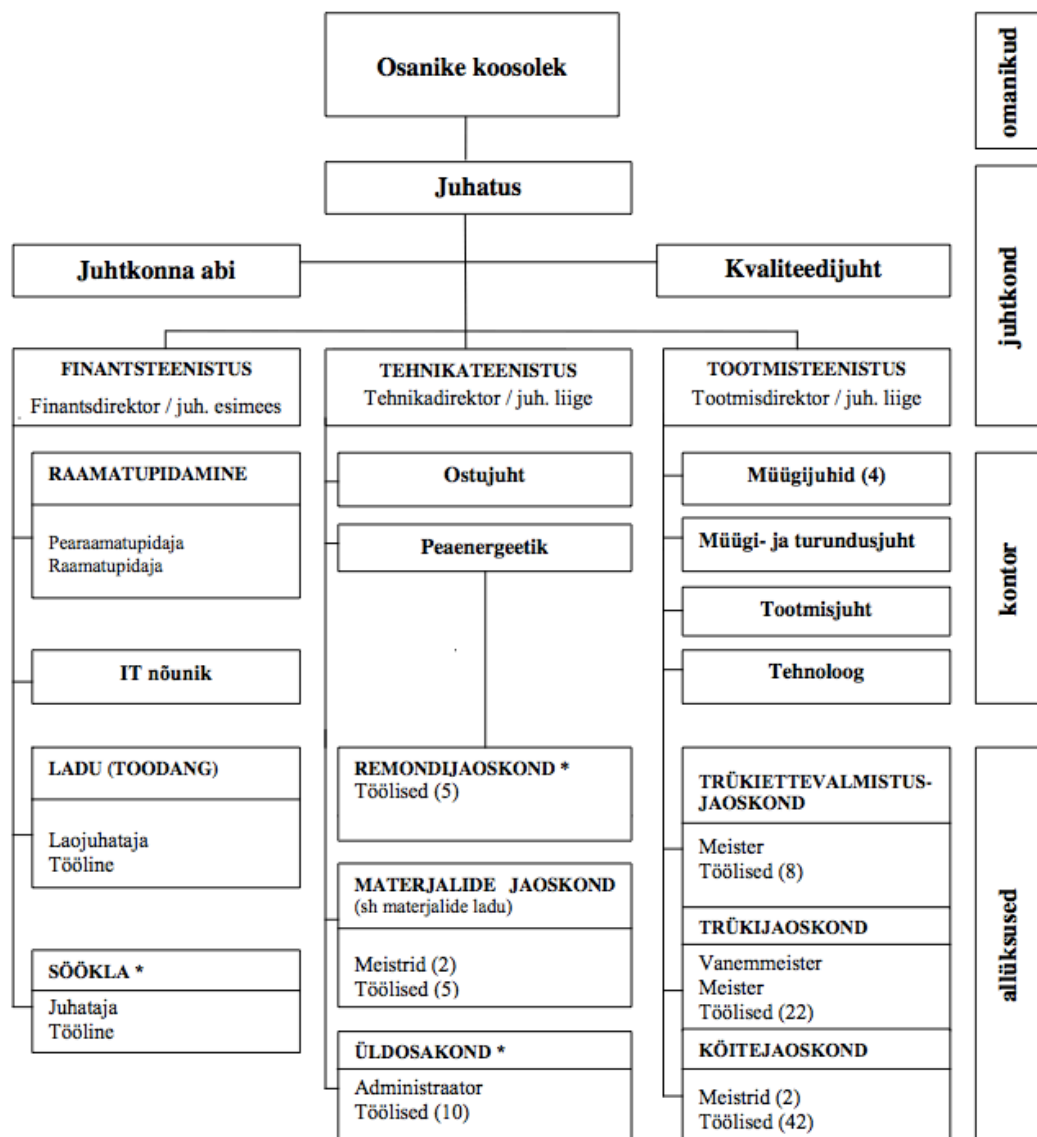 Osanike koosolek
omanikud
Juhatus
Juhtkonna abi
Kvaliteedijuht
juhtkond
FINANTSTEENISTUS
Finantsdirektor / juh. esimees
TEHNIKATEENISTUS
Tehnikadirektor / juh. liige
TOOTMISTEENISTUS
Tootmisdirektor / juh. liige
RAAMATUPIDAMINE
Pearaamatupidaja
Raamatupidaja
IT nõunik
LADU (TOODANG)
Laojuhataja
Tööline
SÖÖKLA *
Juhataja
Tööline
Ostujuht
Peaenergeetik
REMONDIJAOSKOND *
Töölised (5)
MATERJALIDE JAOSKOND
(sh materjalide ladu)
Meistrid (2)
Töölised (5)
ÜLDOSAKOND *
Administraator
Töölised (10)
Müügijuhid (4)
Müügi- ja turundusjuht
Tootmisjuht
Tehnoloog
TRÜKIETTEVALMISTUS-
JAOSKOND
Meister
Töölised (8)
TRÜKIJAOSKOND
Vanemmeister
Meister
Töölised (22)
KÖITEJAOSKOND
Meistrid (2)
Töölised (42)
kontor
allüksused